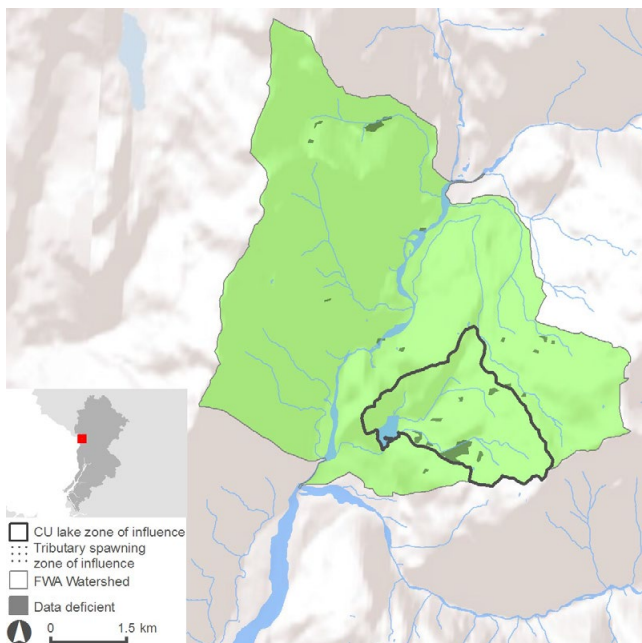 CU lake zone of influence
Tributary spawning
zone of influence
FWA Watershed
Data deficient
0 1.5 km